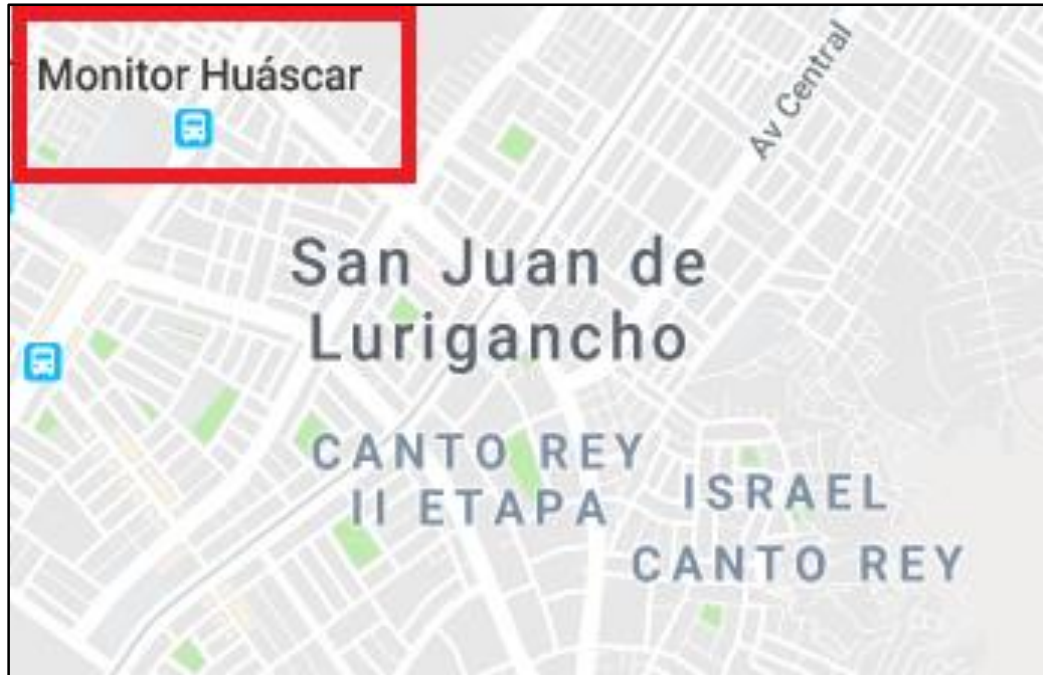 Monitor Huáscar
Av Central
San Juan de
Lurigancho
CANTO REY
II ETAPA
ISRAEL
CANTO REY